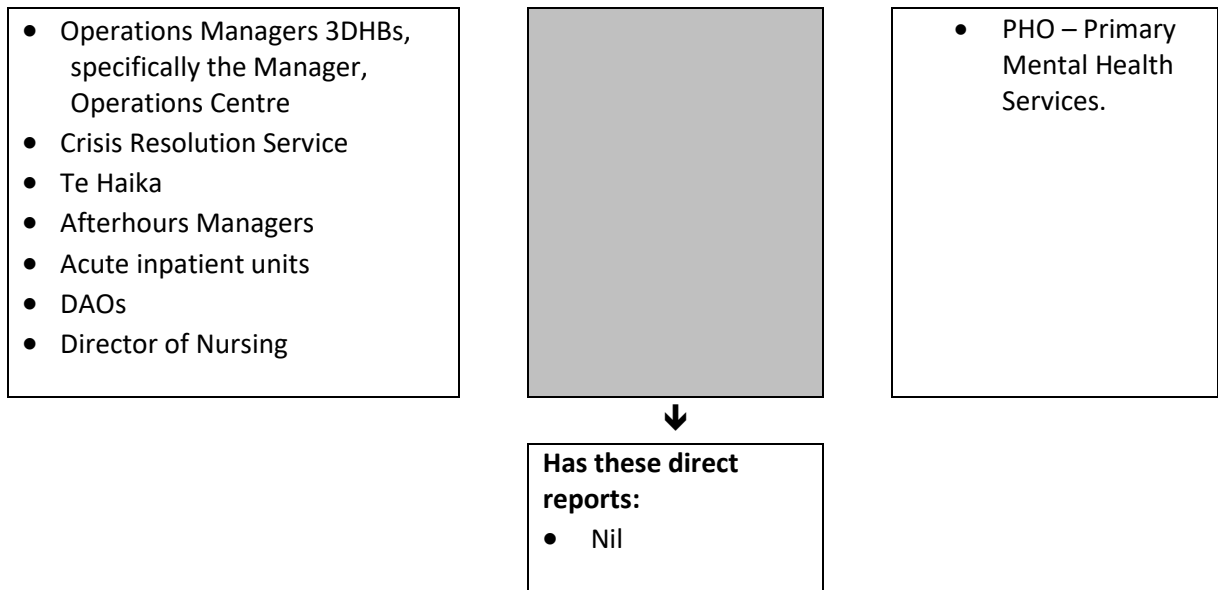 • Operations Managers 3DHBs,
specifically the Manager,
Operations Centre
• Crisis Resolution Service
• Te Haika
• Afterhours Managers
• Acute inpatient units
• DAOs
• Director of Nursing
• PHO – Primary
Mental Health
Services.
Has these direct
reports:
• Nil